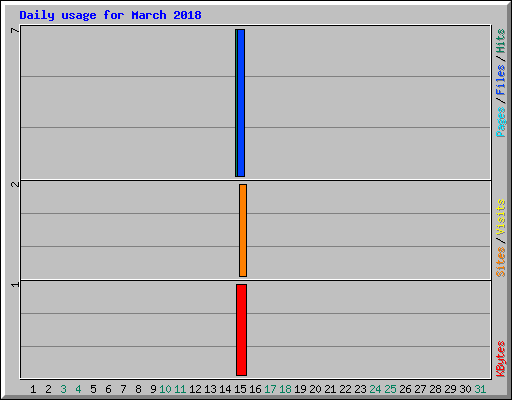 Daily usage for March 2018
7
2
1
Pages/Files/Hits
Sites/Visits
KBytes
1 2 3 4 5 6 7 8 9 10 11 12 13 14 15 16 17 18 19 20 21 22 23 24 25 26 27 28 29 30 31